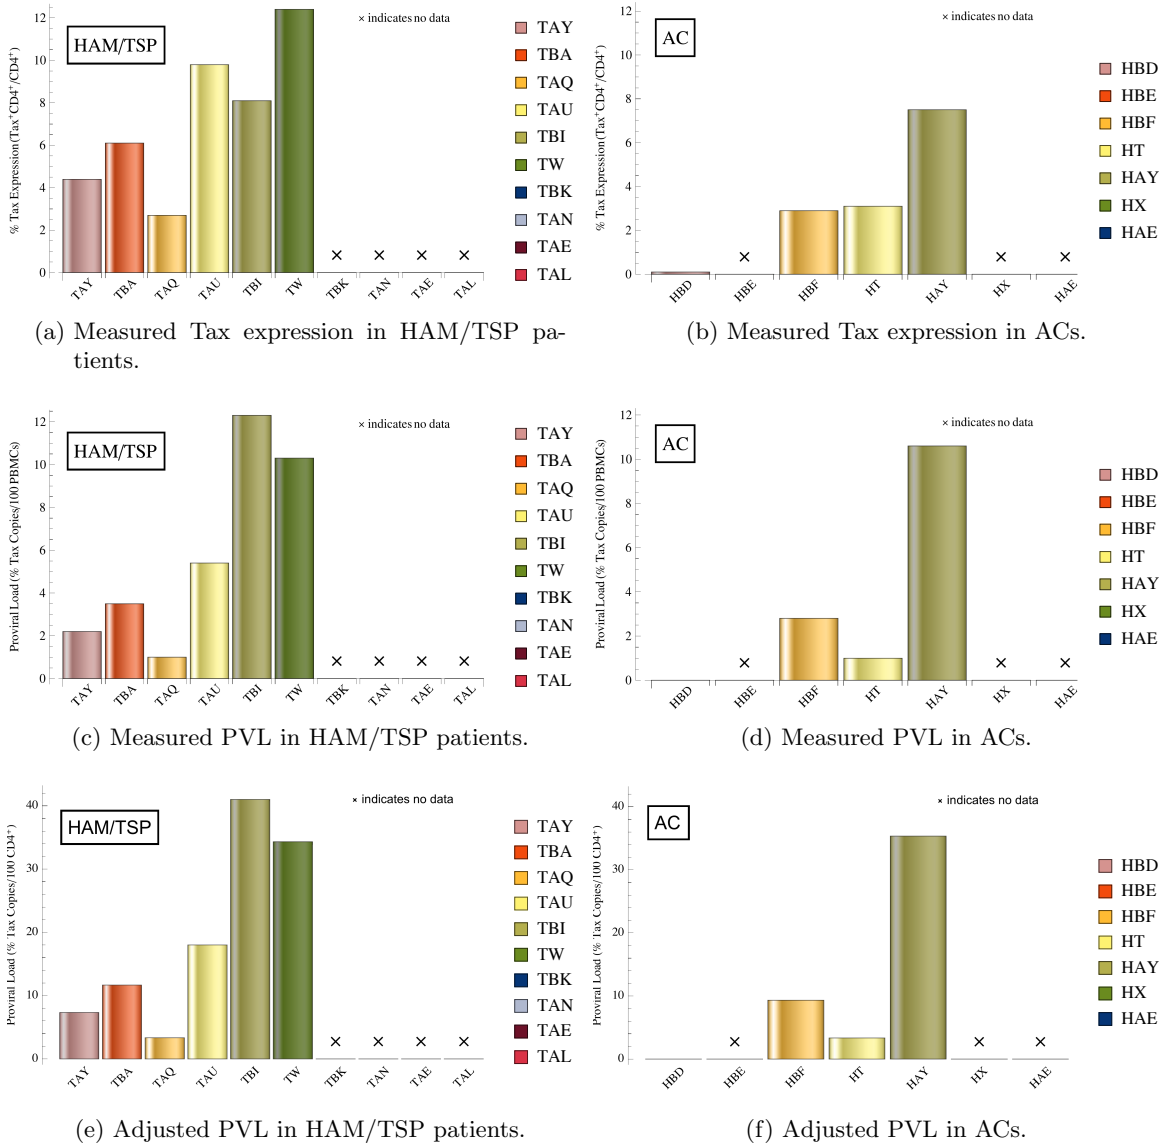 % Tax Expression (Tax⁺CD4⁺/CD4⁺)
12
10
8
6
4
2
0
HAM/TSP
× indicates no data
TAY
TBA
TAQ
TAU
TBI
TW
TBK
TAN
TAE
TAL
TAY
TBA
TAQ
TAU
TBI
TW
TBK
TAN
TAE
TAL
(a) Measured Tax expression in HAM/TSP pa-
tients.
% Tax Expression (Tax⁺CD4⁺/CD4⁺)
12
10
8
6
4
2
0
AC
× indicates no data
HBD
HBE
HBF
HT
HAY
HX
HAE
HBD
HBE
HBF
HT
HAY
HX
HAE
(b) Measured Tax expression in ACs.
Proviral Load (% Tax Copies/100 PBMCs)
12
10
8
6
4
2
0
HAM/TSP
× indicates no data
TAY
TBA
TAQ
TAU
TBI
TW
TBK
TAN
TAE
TAL
TAY
TBA
TAQ
TAU
TBI
TW
TBK
TAN
TAE
TAL
(c) Measured PVL in HAM/TSP patients.
Proviral Load (% Tax Copies/100 PBMCs)
12
10
8
6
4
2
0
AC
× indicates no data
HBD
HBE
HBF
HT
HAY
HX
HAE
HBD
HBE
HBF
HT
HAY
HX
HAE
(d) Measured PVL in ACs.
Proviral Load (% Tax Copies/100 CD4⁺)
40
30
20
10
0
HAM/TSP
× indicates no data
TAY
TBA
TAQ
TAU
TBI
TW
TBK
TAN
TAE
TAL
TAY
TBA
TAQ
TAU
TBI
TW
TBK
TAN
TAE
TAL
(e) Adjusted PVL in HAM/TSP patients.
Proviral Load (% Tax Copies/100 CD4⁺)
40
30
20
10
0
AC
× indicates no data
HBD
HBE
HBF
HT
HAY
HX
HAE
HBD
HBE
HBF
HT
HAY
HX
HAE
(f) Adjusted PVL in ACs.